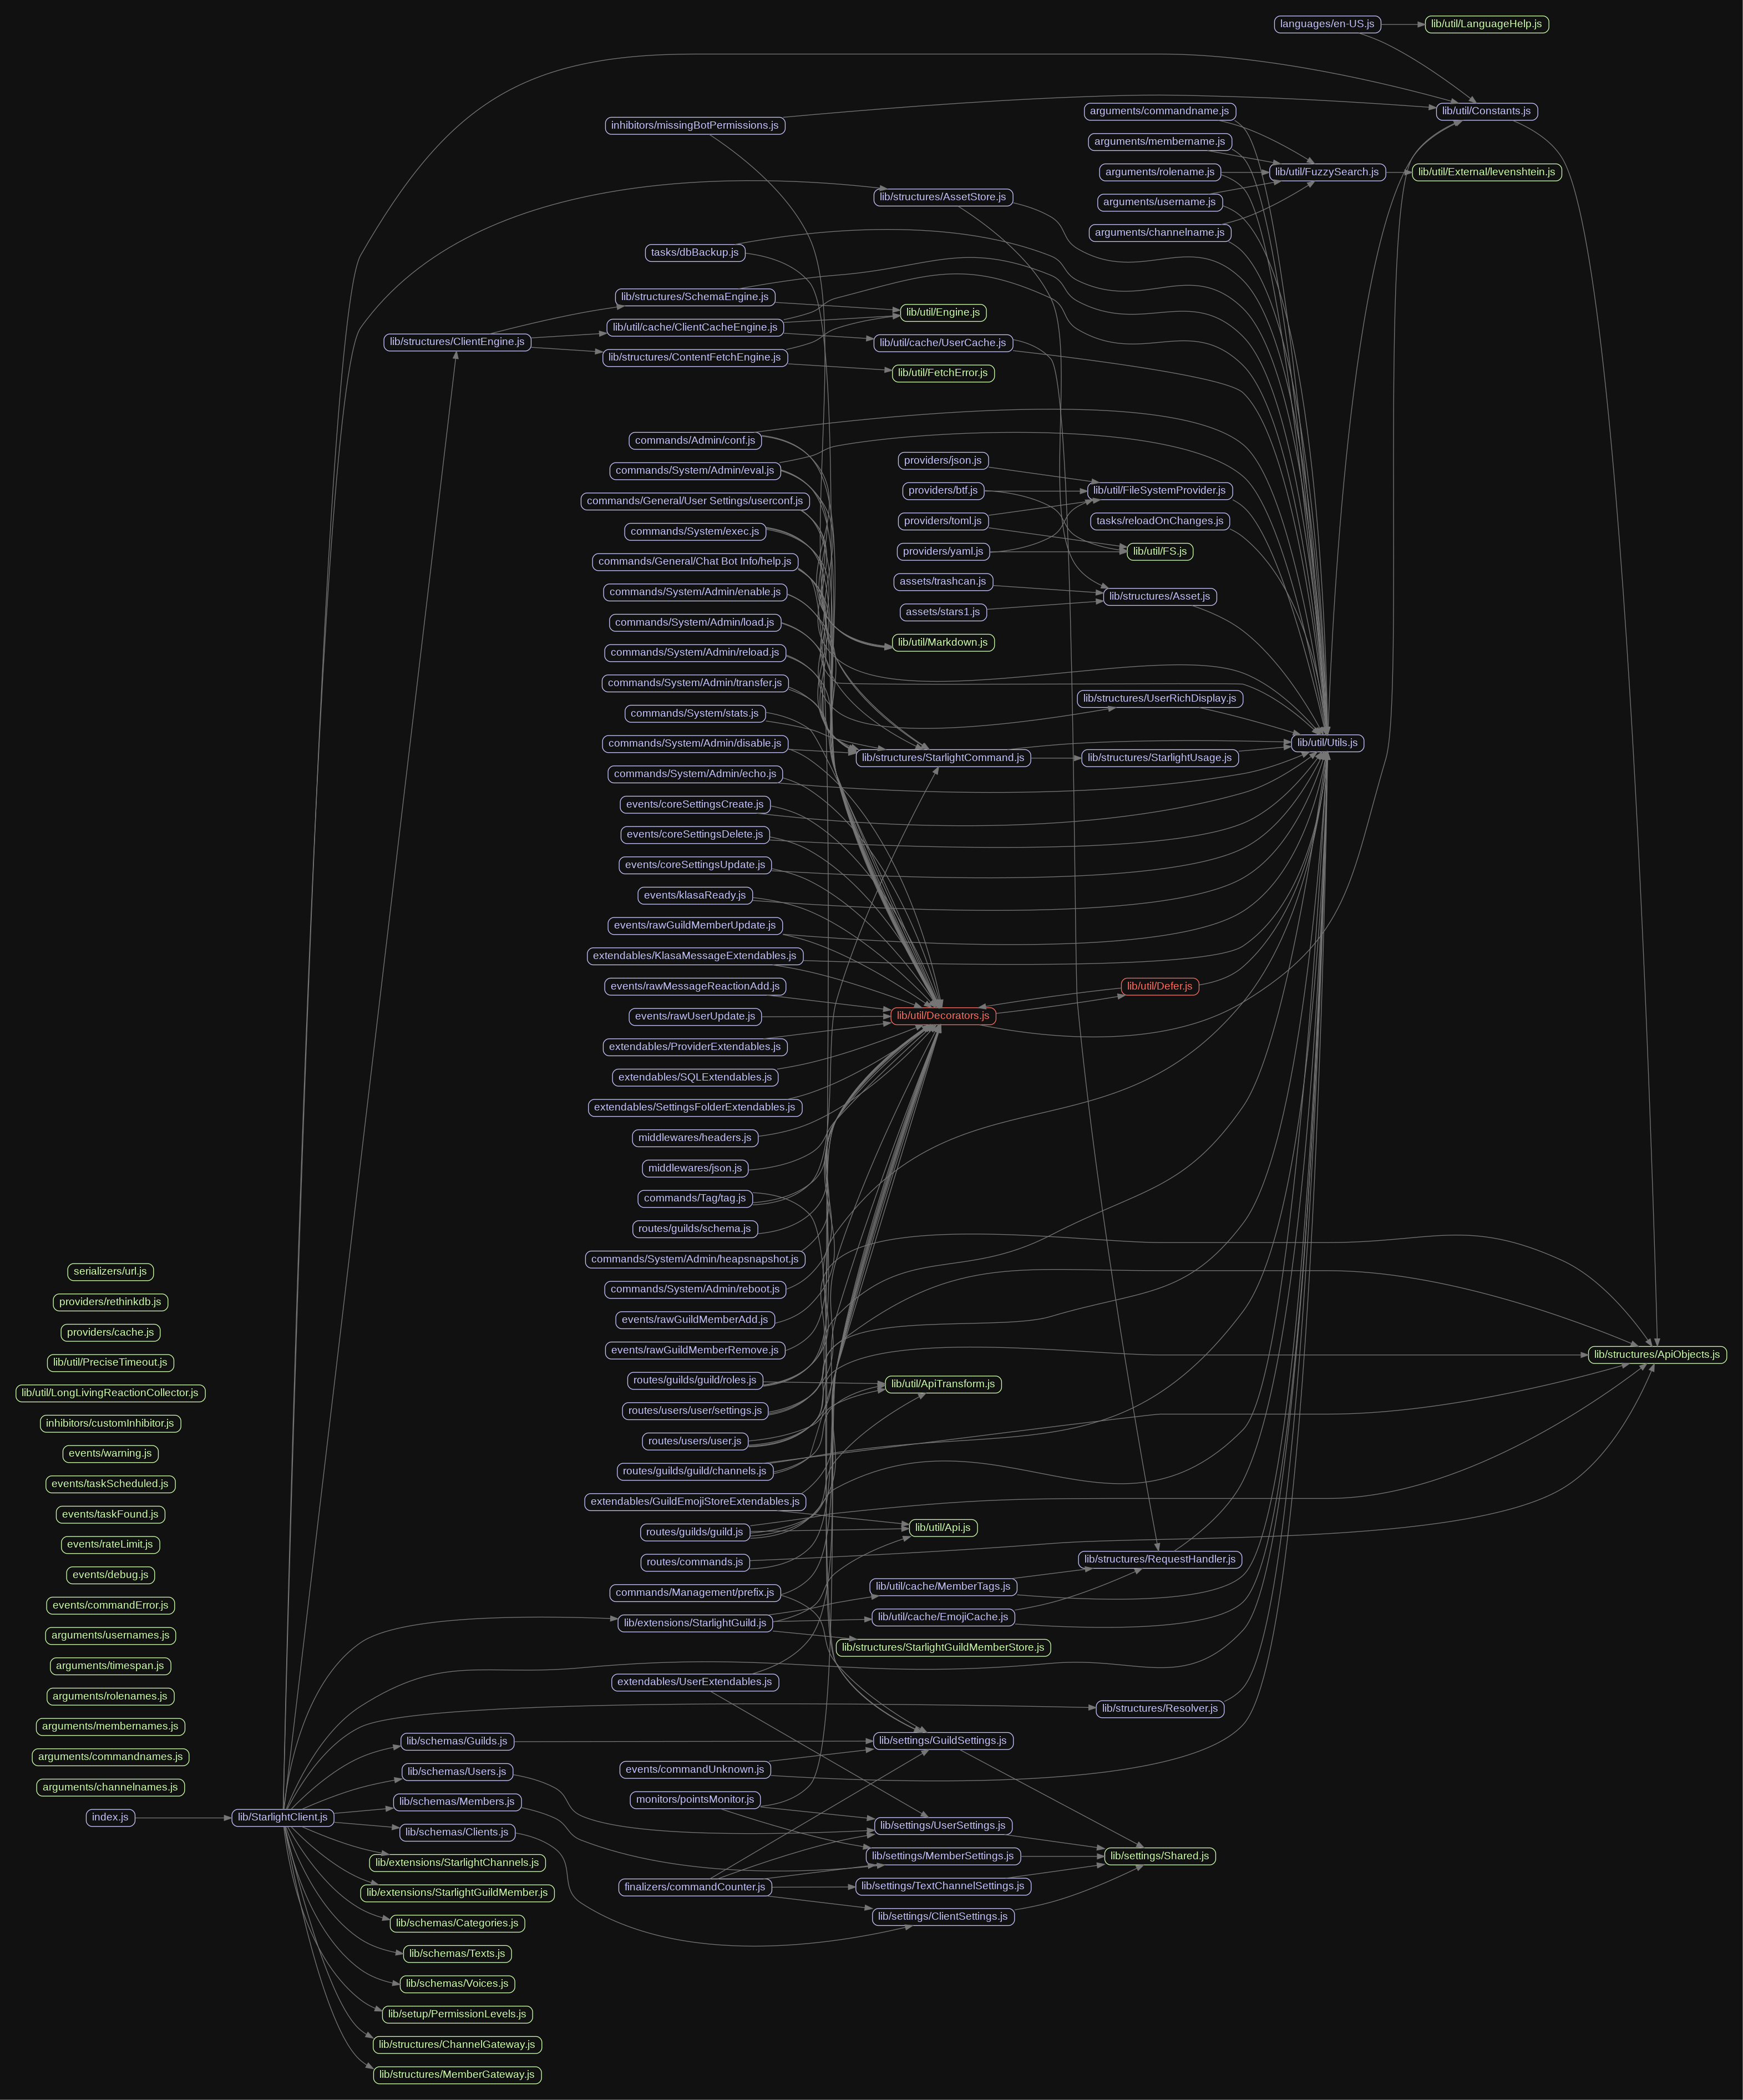 serializers/url.js
providers/rethinkdb.js
providers/cache.js
lib/util/PreciseTimeout.js
lib/util/LongLivingReactionCollector.js
inhibitors/customInhibitor.js
events/warning.js
events/taskScheduled.js
events/taskFound.js
events/rateLimit.js
events/debug.js
events/commandError.js
arguments/usernames.js
arguments/timespan.js
arguments/rolenames.js
arguments/membernames.js
arguments/commandnames.js
arguments/channelnames.js
index.js
lib/StarlightClient.js
lib/structures/ClientEngine.js
lib/schemas/Guilds.js
lib/schemas/Users.js
lib/schemas/Members.js
lib/schemas/Clients.js
lib/extensions/StarlightChannels.js
lib/extensions/StarlightGuildMember.js
lib/schemas/Categories.js
lib/schemas/Texts.js
lib/schemas/Voices.js
lib/setup/PermissionLevels.js
lib/structures/ChannelGateway.js
lib/structures/MemberGateway.js
inhibitors/missingBotPermissions.js
tasks/dbBackup.js
lib/structures/SchemaEngine.js
lib/util/cache/ClientCacheEngine.js
lib/structures/ContentFetchEngine.js
commands/Admin/conf.js
commands/System/Admin/eval.js
commands/General/User Settings/userconf.js
commands/System/exec.js
commands/General/Chat Bot Info/help.js
commands/System/Admin/enable.js
commands/System/Admin/load.js
commands/System/Admin/reload.js
commands/System/Admin/transfer.js
commands/System/stats.js
commands/System/Admin/disable.js
commands/System/Admin/echo.js
events/coreSettingsCreate.js
events/coreSettingsDelete.js
events/coreSettingsUpdate.js
events/klasaReady.js
events/rawGuildMemberUpdate.js
extendables/KlasaMessageExtendables.js
events/rawMessageReactionAdd.js
events/rawUserUpdate.js
extendables/ProviderExtendables.js
extendables/SQLExtendables.js
extendables/SettingsFolderExtendables.js
middlewares/headers.js
middlewares/json.js
commands/Tag/tag.js
routes/guilds/schema.js
commands/System/Admin/heapsnapshot.js
commands/System/Admin/reboot.js
events/rawGuildMemberAdd.js
events/rawGuildMemberRemove.js
routes/guilds/guild/roles.js
routes/users/user/settings.js
routes/users/user.js
routes/guilds/guild/channels.js
extendables/GuildEmojiStoreExtendables.js
routes/guilds/guild.js
routes/commands.js
commands/Management/prefix.js
lib/extensions/StarlightGuild.js
extendables/UserExtendables.js
events/commandUnknown.js
monitors/pointsMonitor.js
finalizers/commandCounter.js
lib/structures/AssetStore.js
lib/util/Engine.js
lib/util/cache/UserCache.js
lib/util/FetchError.js
providers/json.js
providers/btf.js
providers/toml.js
providers/yaml.js
assets/trashcan.js
assets/stars1.js
lib/util/Markdown.js
lib/structures/StarlightCommand.js
lib/util/Decorators.js
lib/util/ApiTransform.js
lib/util/Api.js
lib/util/cache/MemberTags.js
lib/util/cache/EmojiCache.js
lib/structures/StarlightGuildMemberStore.js
lib/settings/GuildSettings.js
lib/settings/UserSettings.js
lib/settings/MemberSettings.js
lib/settings/TextChannelSettings.js
lib/settings/ClientSettings.js
arguments/commandname.js
arguments/membername.js
arguments/rolename.js
arguments/username.js
arguments/channelname.js
lib/util/FileSystemProvider.js
tasks/reloadOnChanges.js
lib/util/FS.js
lib/structures/Asset.js
lib/structures/UserRichDisplay.js
lib/structures/StarlightUsage.js
lib/util/Defer.js
lib/structures/RequestHandler.js
lib/structures/Resolver.js
lib/settings/Shared.js
languages/en-US.js
lib/util/FuzzySearch.js
lib/util/Utils.js
lib/util/LanguageHelp.js
lib/util/Constants.js
lib/util/External/levenshtein.js
lib/structures/ApiObjects.js